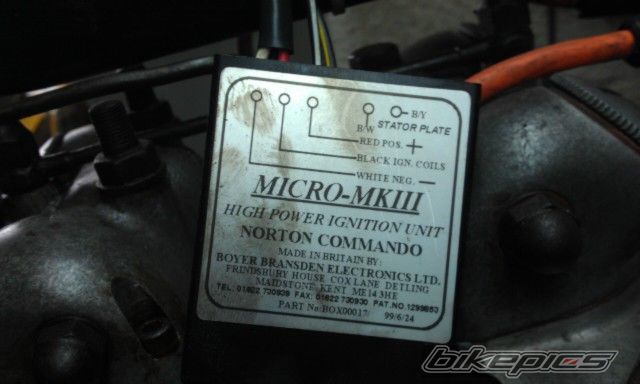 B/Y
B/W STATOR PLATE
RED POS. +
BLACK IGN. COILS
WHITE NEG. —
MICRO-MKIII
HIGH POWER IGNITION UNIT
NORTON COMMANDO
MADE IN BRITAIN BY:
BOYER BRANSDEN ELECTRONICS LTD.
FRINDSBURY HOUSE COX LANE DETLING
MAIDSTONE KENT ME14 3HE
TEL: 01622 730939 FAX: 01622 730930 PAT.NO.1299853
PART No BOX00017 99/6/24
bikepics